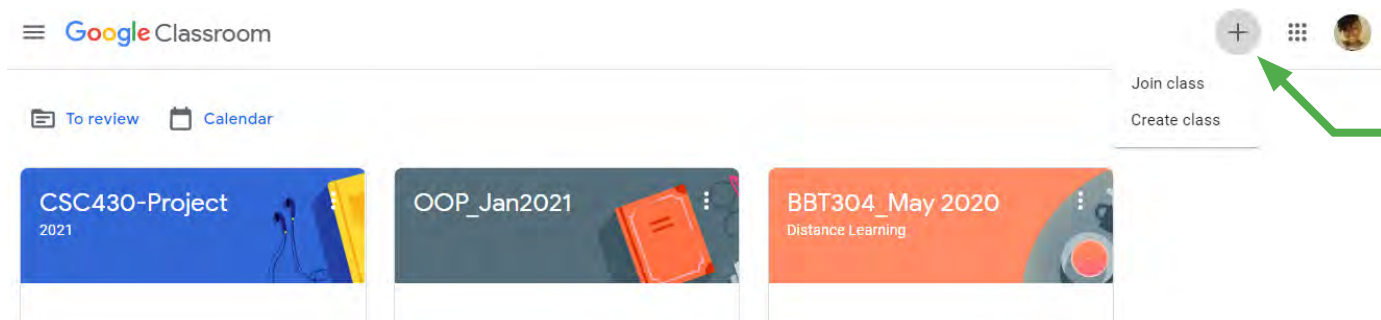 Google Classroom
Join class
To review Calendar
Create class
CSC430-Project
2021
OOP_Jan2021
BBT304_May 2020
Distance Learning